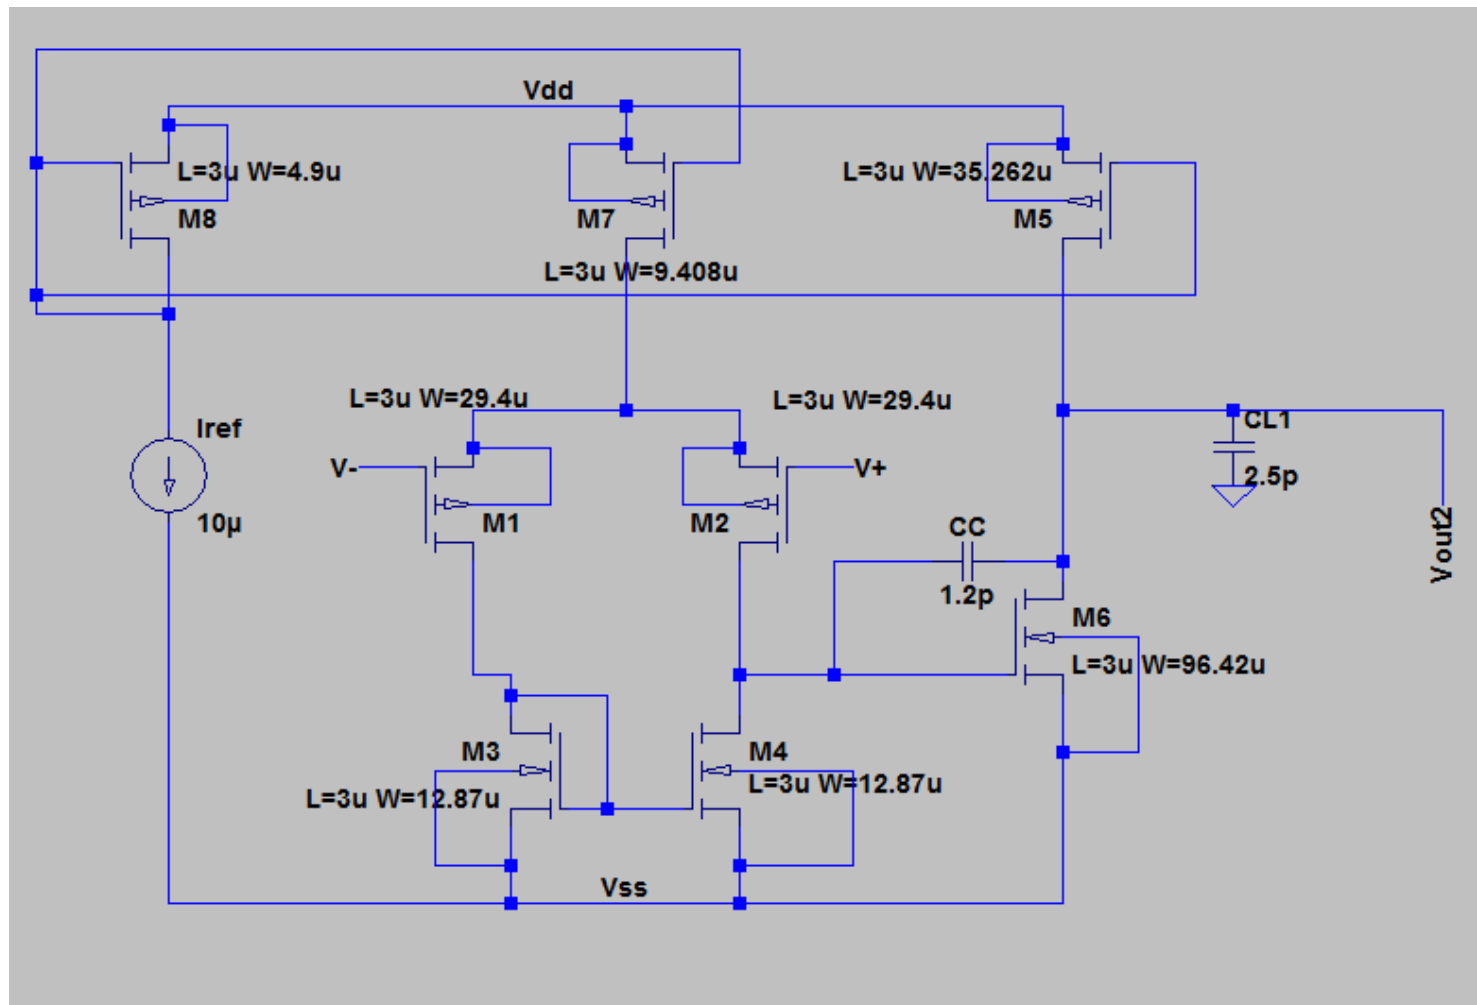 Vdd
L=3u W=4.9u
M8
M7
L=3u W=9.408u
L=3u W=35.262u
M5
Iref
10µ
L=3u W=29.4u
L=3u W=29.4u
V-
M1
M2
V+
CL1
2.5p
Vout2
CC
1.2p
M6
L=3u W=96.42u
M3
L=3u W=12.87u
M4
L=3u W=12.87u
Vss